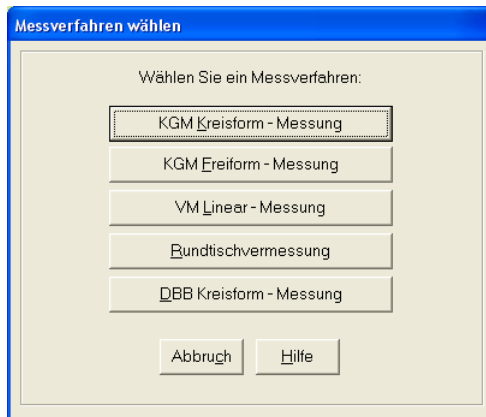 Messverfahren wählen
Wählen Sie ein Messverfahren:
KGM Kreisform - Messung
KGM Freiform - Messung
VM Linear - Messung
Rundtischvermessung
DBB Kreisform - Messung
Abbruch Hilfe